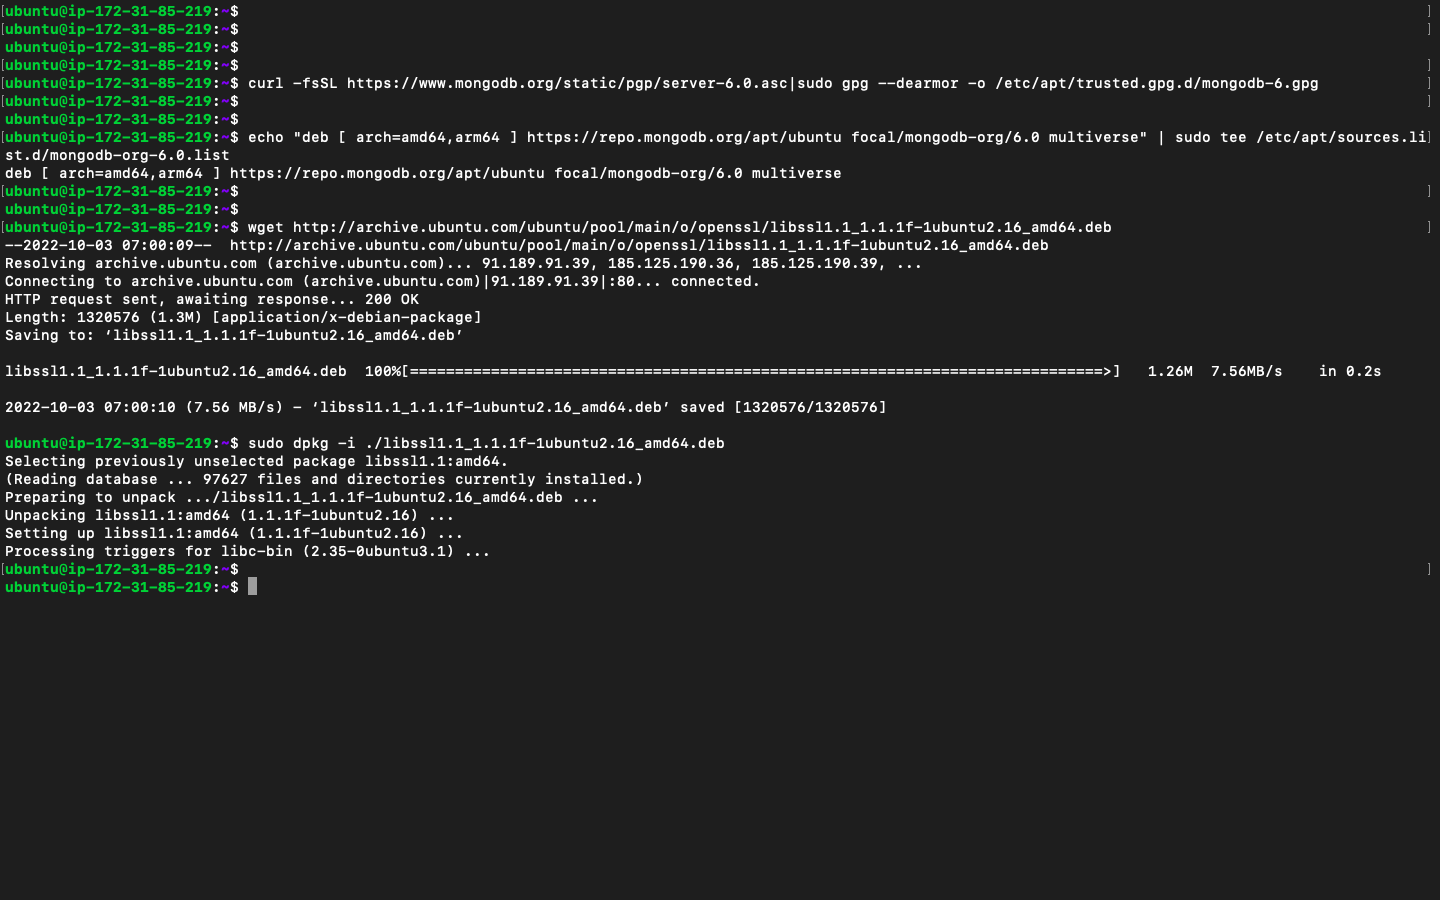 [ubuntu@ip-172-31-85-219:~$ ]
[ubuntu@ip-172-31-85-219:~$ ]
ubuntu@ip-172-31-85-219:~$
[ubuntu@ip-172-31-85-219:~$ ]
[ubuntu@ip-172-31-85-219:~$ curl -fsSL https://www.mongodb.org/static/pgp/server-6.0.asc|sudo gpg --dearmor -o /etc/apt/trusted.gpg.d/mongodb-6.gpg ]
[ubuntu@ip-172-31-85-219:~$ ]
ubuntu@ip-172-31-85-219:~$
[ubuntu@ip-172-31-85-219:~$ echo "deb [ arch=amd64,arm64 ] https://repo.mongodb.org/apt/ubuntu focal/mongodb-org/6.0 multiverse" | sudo tee /etc/apt/sources.li]
st.d/mongodb-org-6.0.list
deb [ arch=amd64,arm64 ] https://repo.mongodb.org/apt/ubuntu focal/mongodb-org/6.0 multiverse
[ubuntu@ip-172-31-85-219:~$ ]
ubuntu@ip-172-31-85-219:~$
[ubuntu@ip-172-31-85-219:~$ wget http://archive.ubuntu.com/ubuntu/pool/main/o/openssl/libssl1.1_1.1.1f-1ubuntu2.16_amd64.deb ]
--2022-10-03 07:00:09--  http://archive.ubuntu.com/ubuntu/pool/main/o/openssl/libssl1.1_1.1.1f-1ubuntu2.16_amd64.deb
Resolving archive.ubuntu.com (archive.ubuntu.com)... 91.189.91.39, 185.125.190.36, 185.125.190.39, ...
Connecting to archive.ubuntu.com (archive.ubuntu.com)|91.189.91.39|:80... connected.
HTTP request sent, awaiting response... 200 OK
Length: 1320576 (1.3M) [application/x-debian-package]
Saving to: ‘libssl1.1_1.1.1f-1ubuntu2.16_amd64.deb’
libssl1.1_1.1.1f-1ubuntu2.16_amd64.deb  100%[=============================================================================>]   1.26M  7.56MB/s    in 0.2s
2022-10-03 07:00:10 (7.56 MB/s) - ‘libssl1.1_1.1.1f-1ubuntu2.16_amd64.deb’ saved [1320576/1320576]
ubuntu@ip-172-31-85-219:~$ sudo dpkg -i ./libssl1.1_1.1.1f-1ubuntu2.16_amd64.deb
Selecting previously unselected package libssl1.1:amd64.
(Reading database ... 97627 files and directories currently installed.)
Preparing to unpack .../libssl1.1_1.1.1f-1ubuntu2.16_amd64.deb ...
Unpacking libssl1.1:amd64 (1.1.1f-1ubuntu2.16) ...
Setting up libssl1.1:amd64 (1.1.1f-1ubuntu2.16) ...
Processing triggers for libc-bin (2.35-0ubuntu3.1) ...
[ubuntu@ip-172-31-85-219:~$ ]
ubuntu@ip-172-31-85-219:~$